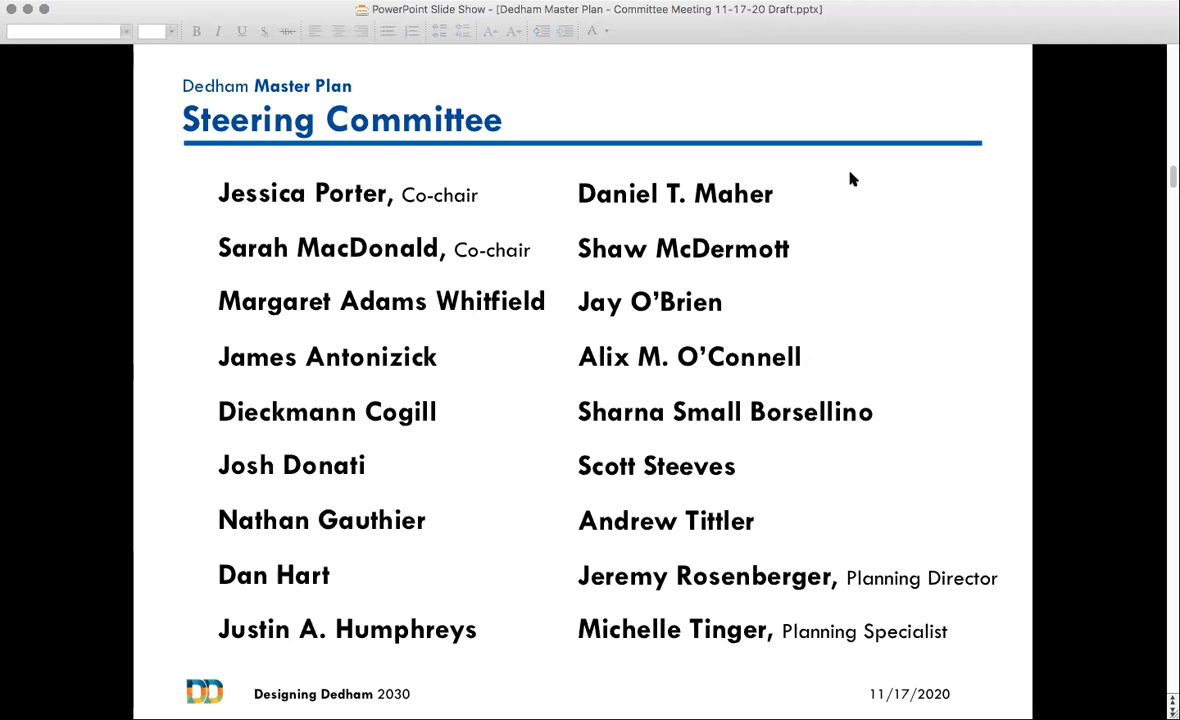 PowerPoint Slide Show - [Dedham Master Plan - Committee Meeting 11-17-20 Draft.pptx]
B I U S ABC A A A
Dedham Master Plan
Steering Committee
Jessica Porter, Co-chair
Sarah MacDonald, Co-chair
Margaret Adams Whitfield
James Antonizick
Dieckmann Cogill
Josh Donati
Nathan Gauthier
Dan Hart
Justin A. Humphreys
Daniel T. Maher
Shaw McDermott
Jay O’Brien
Alix M. O’Connell
Sharna Small Borsellino
Scott Steeves
Andrew Tittler
Jeremy Rosenberger, Planning Director
Michelle Tinger, Planning Specialist
DD
Designing Dedham 2030
11/17/2020